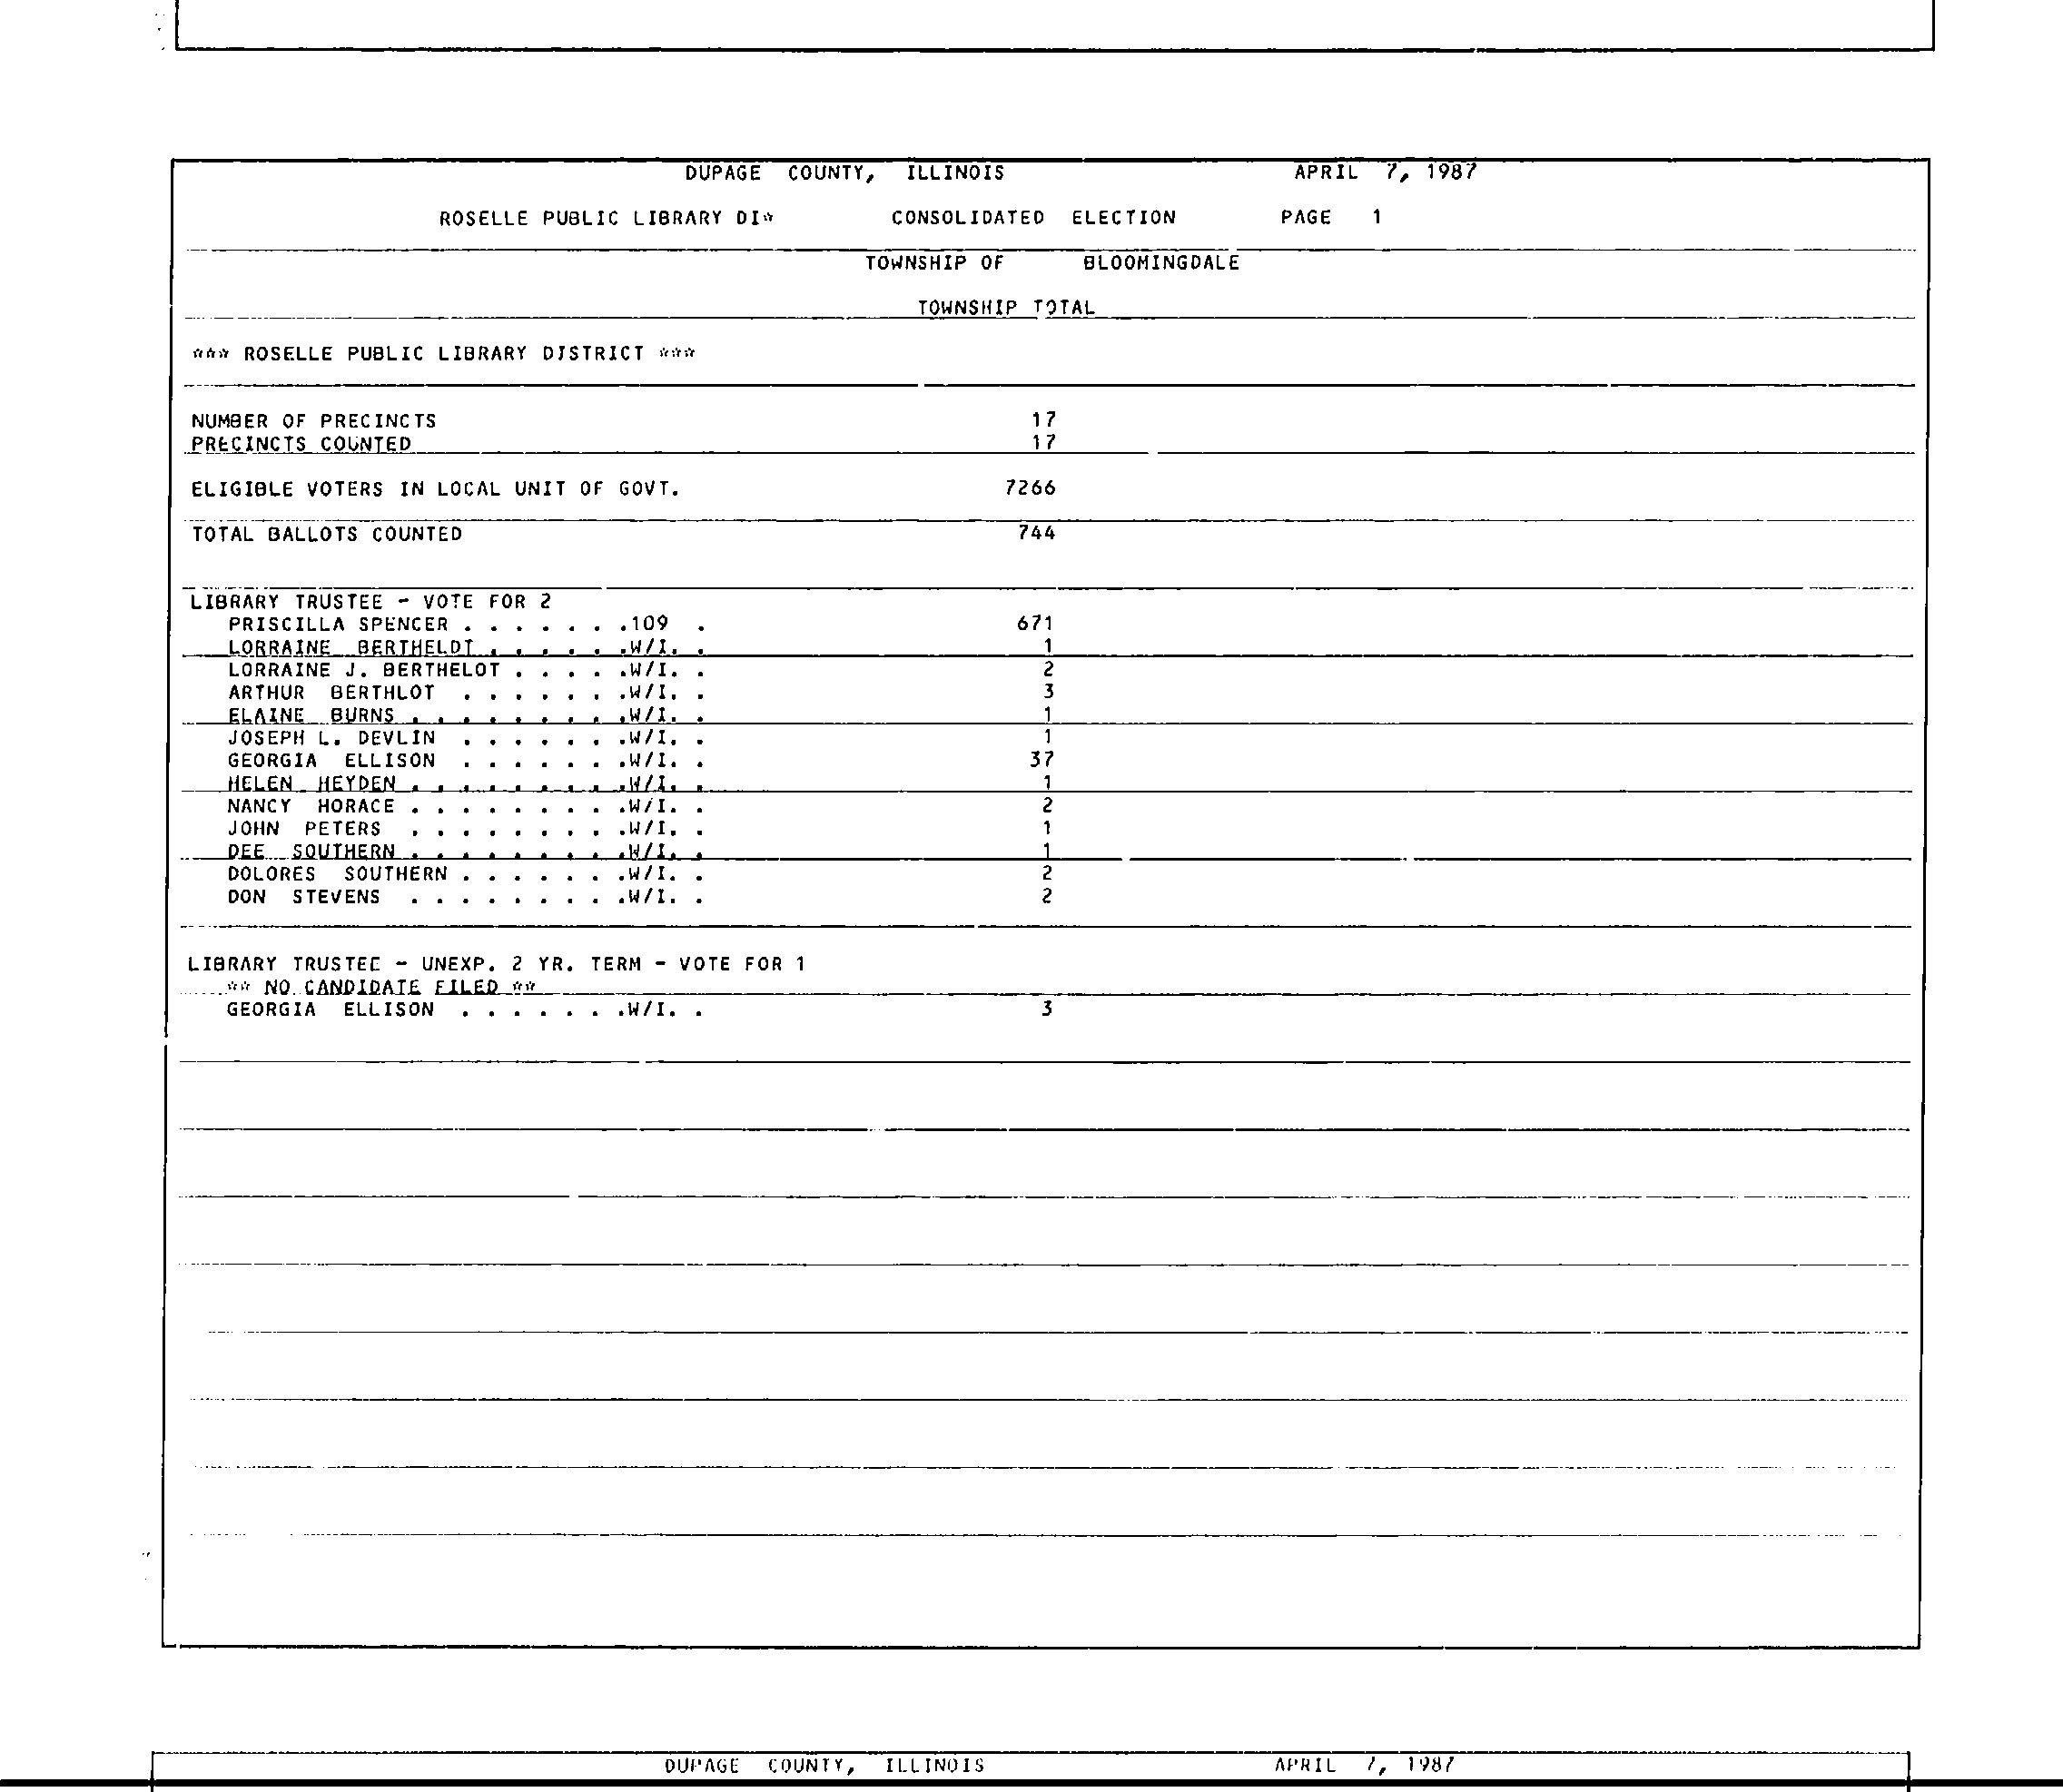 DUPAGE COUNTY, ILLINOIS APRIL 7, 1987
ROSELLE PUBLIC LIBRARY DI* CONSOLIDATED ELECTION PAGE 1
TOWNSHIP OF BLOOMINGDALE
TOWNSHIP TOTAL
*** ROSELLE PUBLIC LIBRARY DISTRICT ***
NUMBER OF PRECINCTS 17
PRECINCTS COUNTED 17
ELIGIBLE VOTERS IN LOCAL UNIT OF GOVT. 7266
TOTAL BALLOTS COUNTED 744
LIBRARY TRUSTEE - VOTE FOR 2
PRISCILLA SPENCER . . . . . . .109 . 671
LORRAINE BERTHELDT . . . . . .W/I. . 1
LORRAINE J. BERTHELOT . . . . .W/I. . 2
ARTHUR BERTHLOT . . . . . . .W/I. . 3
ELAINE BURNS . . . . . . . . .W/I. . 1
JOSEPH L. DEVLIN . . . . . . .W/I. . 1
GEORGIA ELLISON . . . . . . .W/I. . 37
HELEN HEYDEN . . . . . . . . .W/I. . 1
NANCY HORACE . . . . . . . . .W/I. . 2
JOHN PETERS . . . . . . . . .W/I. . 1
DEE SOUTHERN . . . . . . . . .W/I. . 1
DOLORES SOUTHERN . . . . . . .W/I. . 2
DON STEVENS . . . . . . . . .W/I. . 2
LIBRARY TRUSTEE - UNEXP. 2 YR. TERM - VOTE FOR 1
** NO CANDIDATE FILED **
GEORGIA ELLISON . . . . . . .W/I. . 3
DUPAGE COUNTY, ILLINOIS APRIL 7, 1987